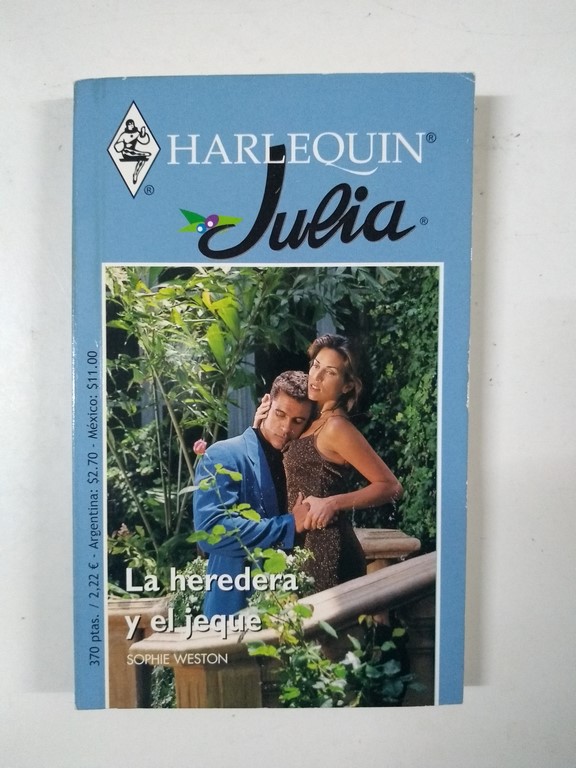 HARLEQUIN®
Julia®
®
370 ptas. / 2,22 € - Argentina: $2.70 - México: $11.00
La heredera
y el jeque
SOPHIE WESTON